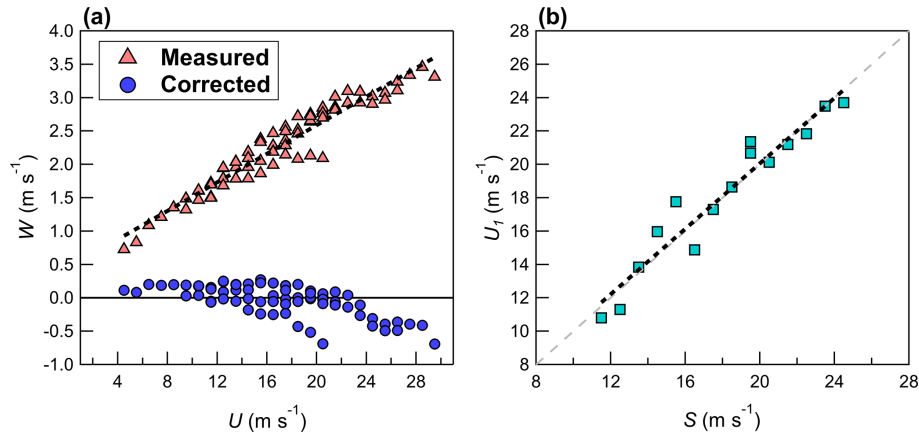 (a)
4.0
3.5
3.0
2.5
2.0
1.5
1.0
0.5
0.0
-0.5
-1.0
W (m s⁻¹)
Measured
Corrected
4 8 12 16 20 24 28
U (m s⁻¹)
(b)
28
26
24
22
20
18
16
14
12
10
8
U₁ (m s⁻¹)
8 12 16 20 24 28
S (m s⁻¹)